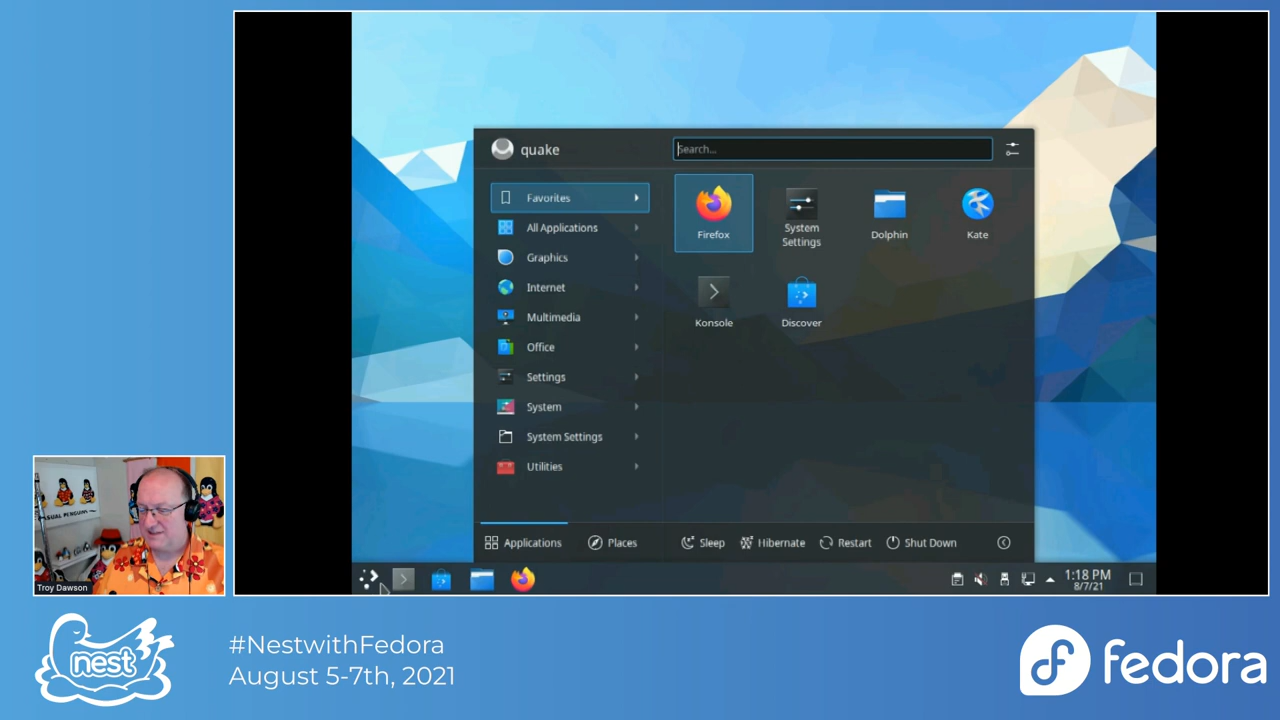 quake
Search...
Favorites
All Applications
Graphics
Internet
Multimedia
Office
Settings
System
System Settings
Utilities
Firefox
System
Settings
Dolphin
Kate
Konsole
Discover
Applications
Places
Sleep
Hibernate
Restart
Shut Down
1:18 PM
8/7/21
CASUAL PENGUINS
Troy Dawson
nest
#NestwithFedora
August 5-7th, 2021
fedora